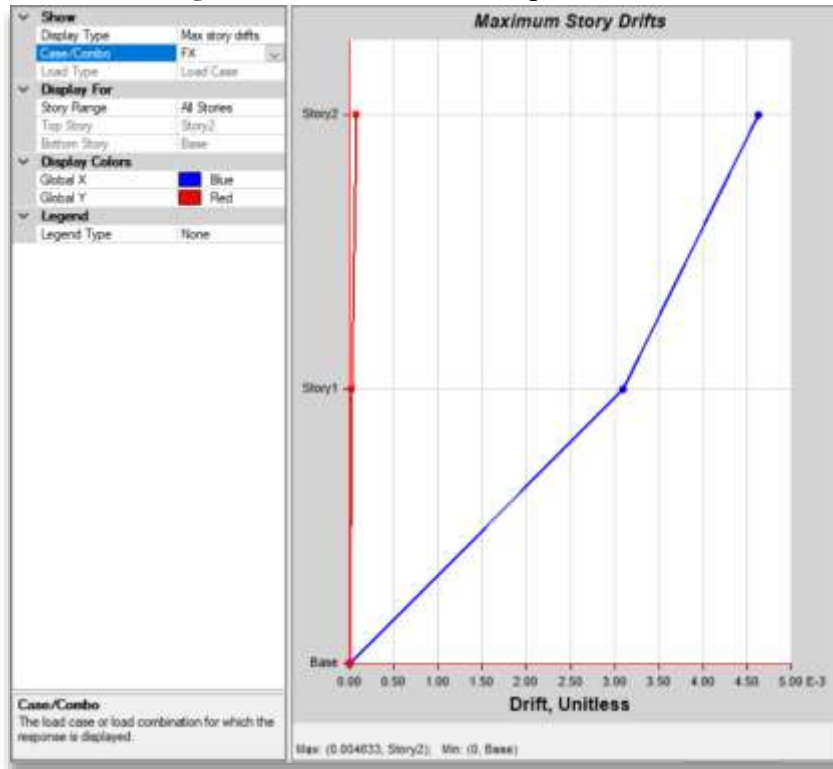 Show
Display Type Max story drifts
Case/Combo FX
Load Type Load Case
Display For
Story Range All Stories
Top Story Story2
Bottom Story Base
Display Colors
Global X Blue
Global Y Red
Legend
Legend Type None
Case/Combo
The load case or load combination for which the
response is displayed.
Maximum Story Drifts
Story2
Story1
Base
0.00 0.50 1.00 1.50 2.00 2.50 3.00 3.50 4.00 4.50 5.00 E-3
Drift, Unitless
Max: (0.004633, Story2); Min: (0, Base)